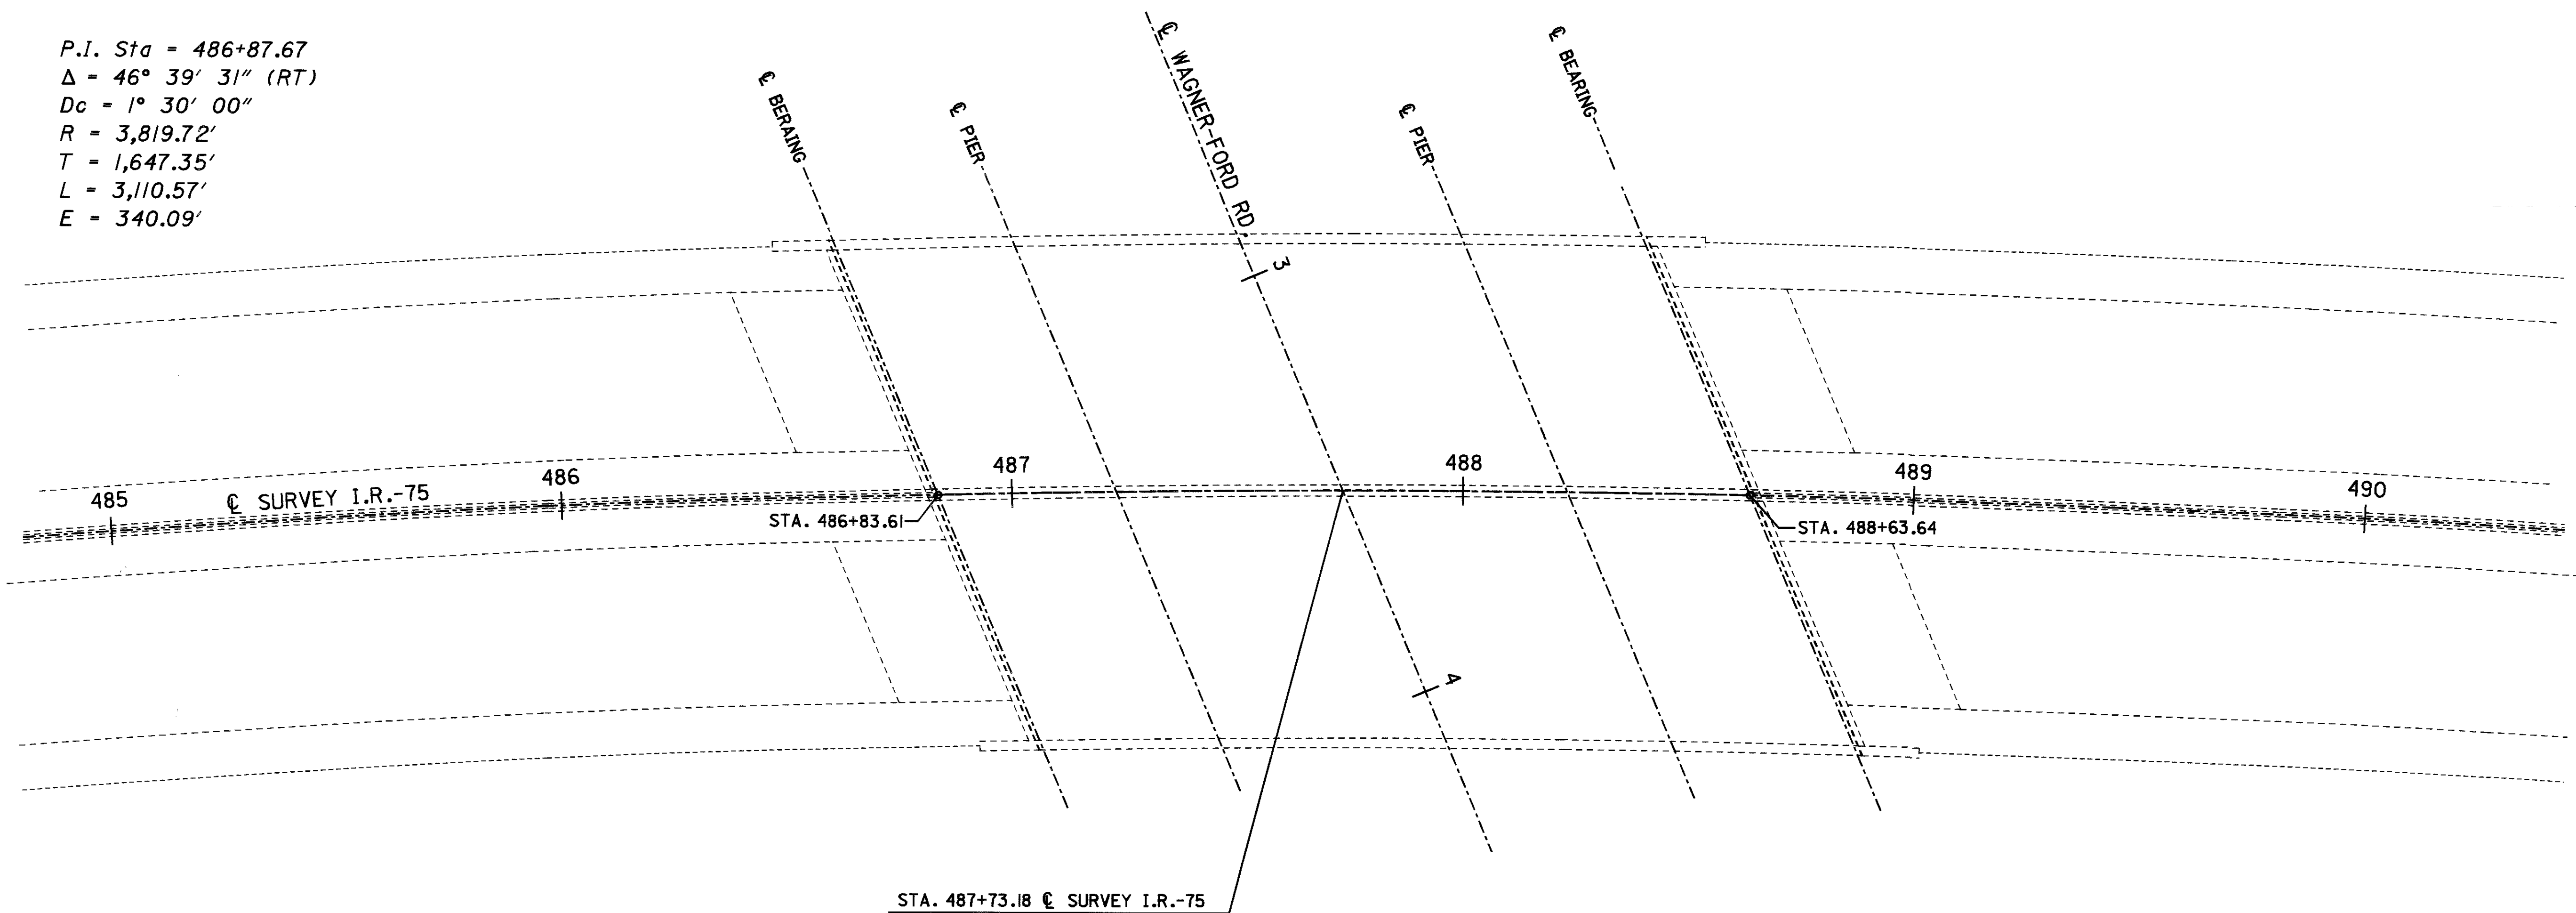 P.I. Sta = 486+87.67
Δ = 46° 39' 31" (RT)
Dc = 1° 30' 00"
R = 3,819.72'
T = 1,647.35'
L = 3,110.57'
E = 340.09'
℄ BERAING
℄ PIER
℄ WAGNER-FORD RD.
℄ PIER
℄ BEARING
3
485
℄ SURVEY I.R.-75
486
487
488
489
490
STA. 486+83.61
STA. 488+63.64
4
STA. 487+73.18 ℄ SURVEY I.R.-75